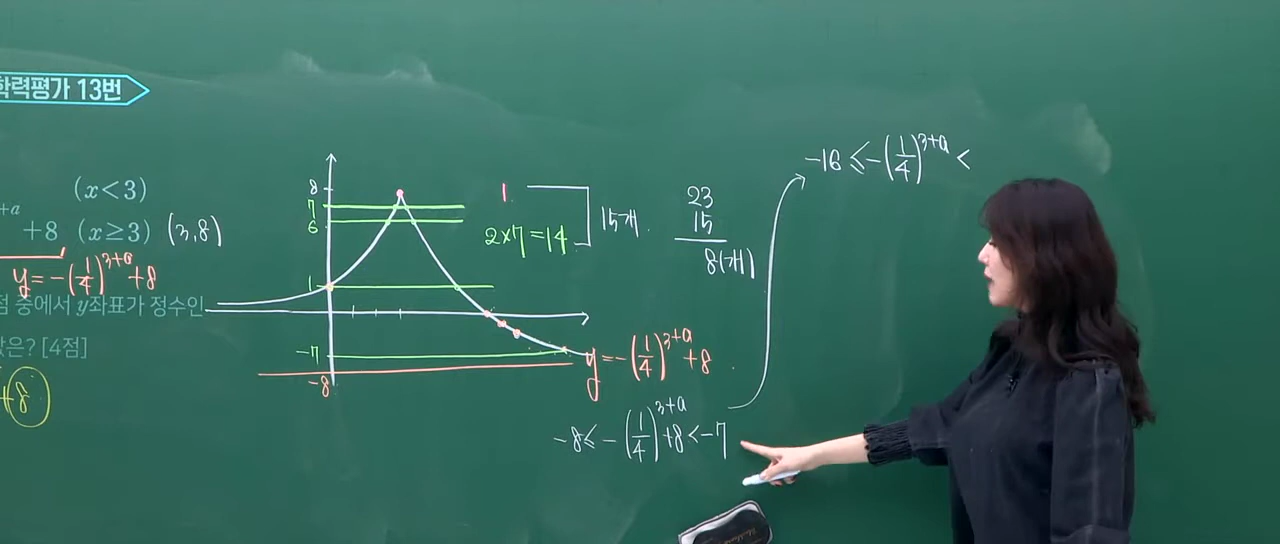 학력평가 13번
+a
(x<3)
+8 (x≥3) (3,8)
y=-(1/4)^{3+a}+8
점 중에서 y좌표가 정수인
은? [4점]
+8
8
7
6
1
-7
-8
1
2×7=14
15개.
23
15
8(개)
y=-(1/4)^{3+a}+8
-8≤-(1/4)^{3+a}+8<-7
-16≤-(1/4)^{3+a}<